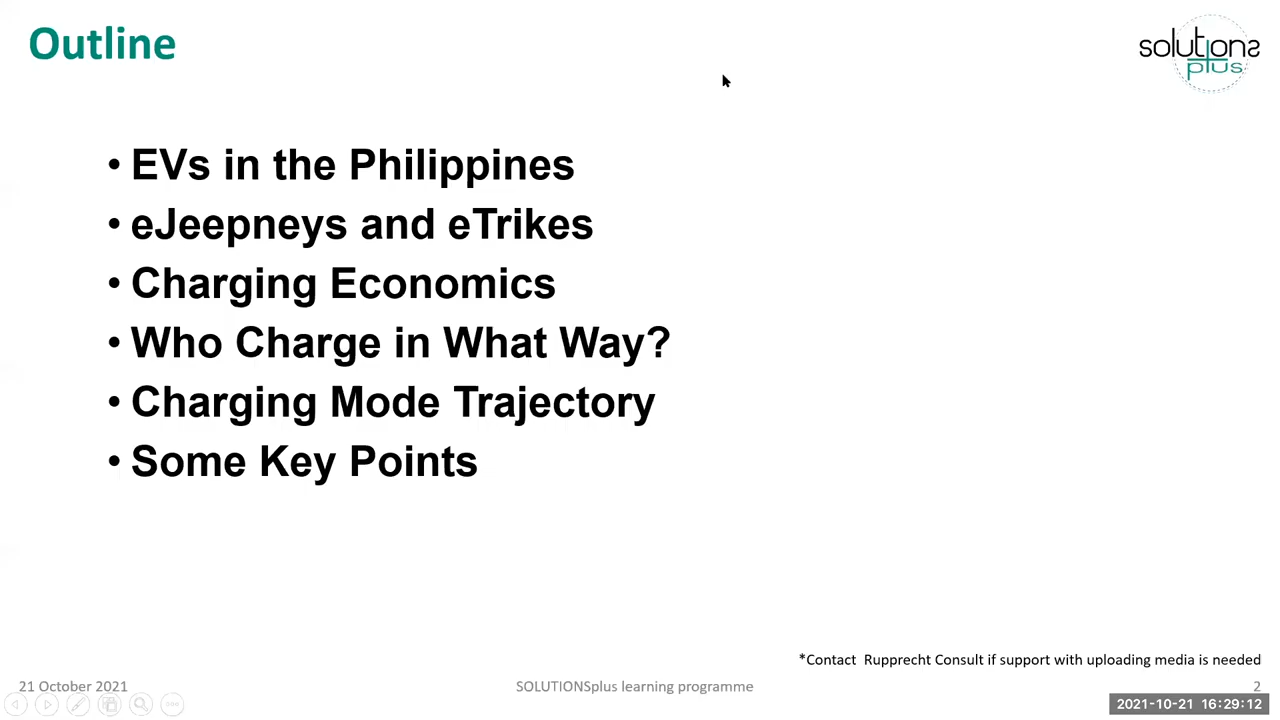 Outline
solutions
plus
• EVs in the Philippines
• eJeepneys and eTrikes
• Charging Economics
• Who Charge in What Way?
• Charging Mode Trajectory
• Some Key Points
*Contact Rupprecht Consult if support with uploading media is needed
21 October 2021
SOLUTIONSplus learning programme
2
2021-10-21 16:29:12